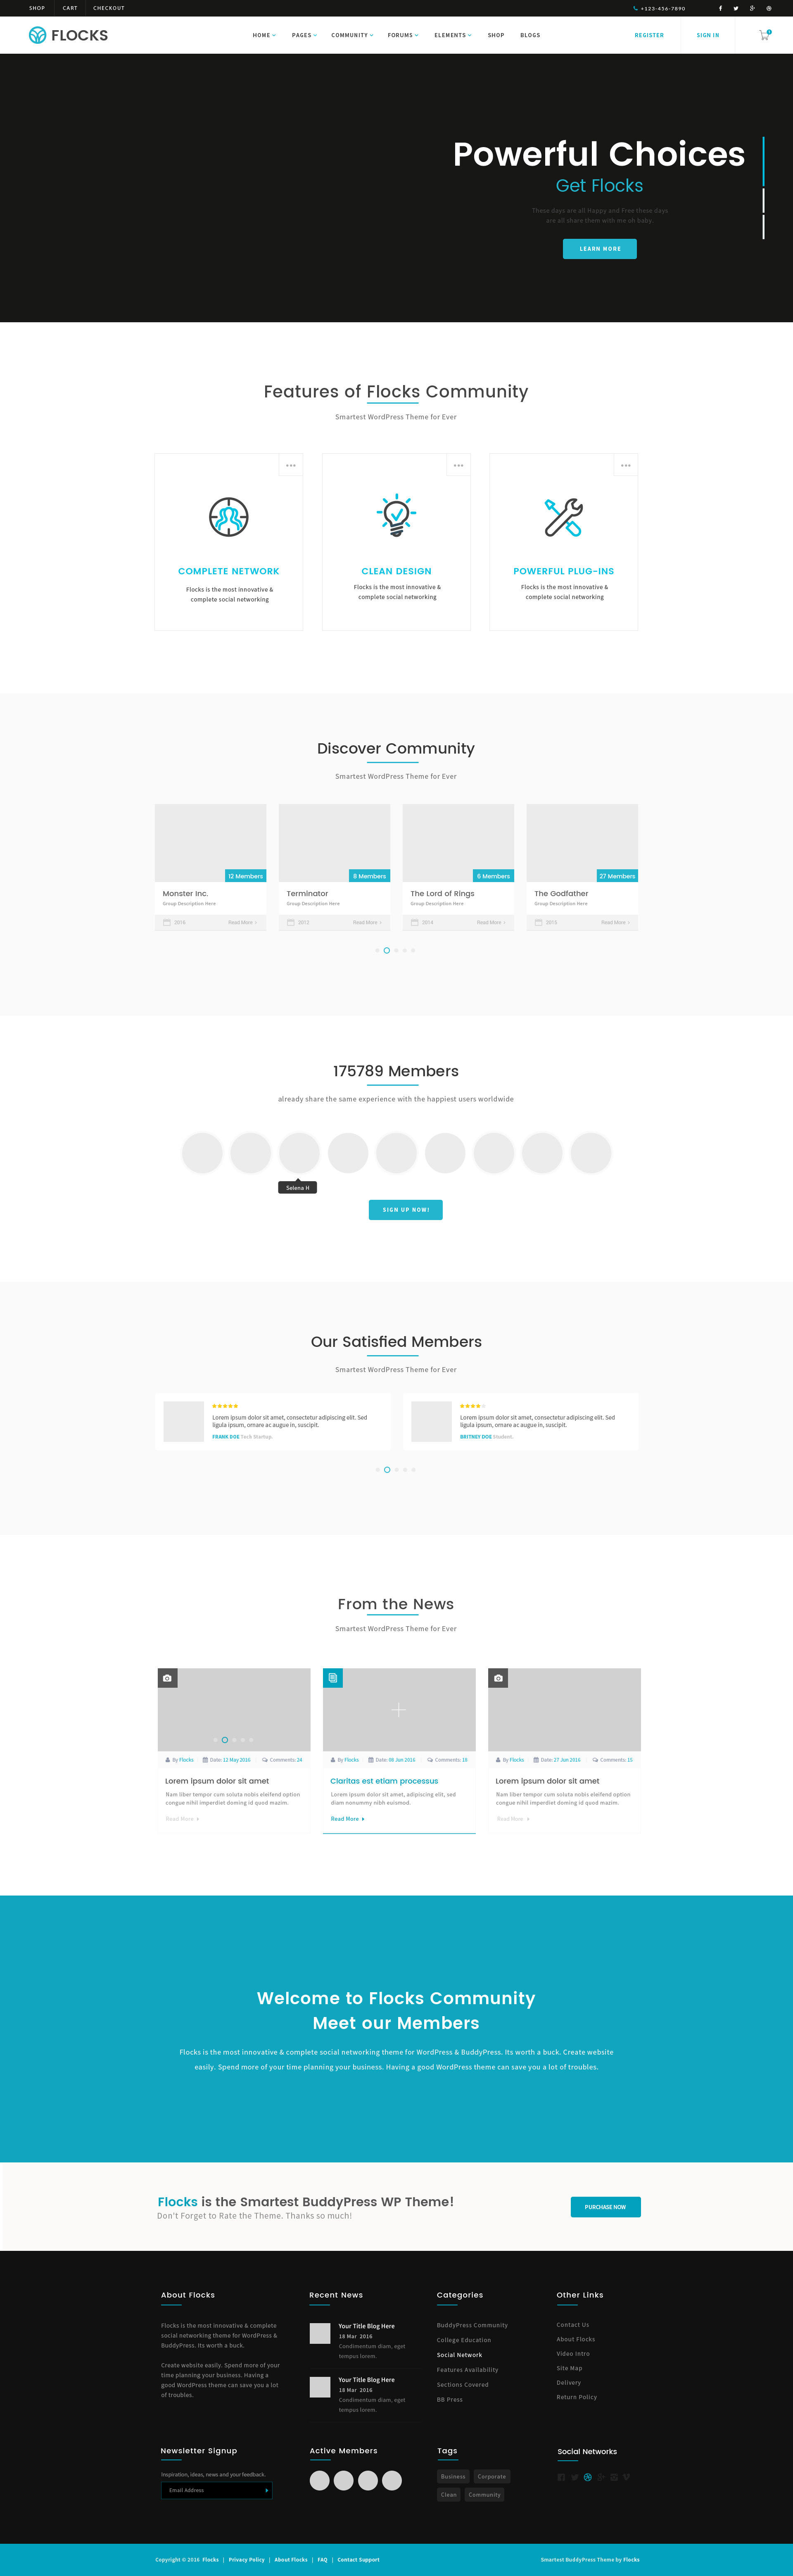 SHOP CART CHECKOUT +123-456-7890
FLOCKS HOME PAGES COMMUNITY FORUMS ELEMENTS SHOP BLOGS REGISTER SIGN IN
Powerful Choices
Get Flocks
These days are all Happy and Free these days
are all share them with me oh baby.
LEARN MORE
Features of Flocks Community
Smartest WordPress Theme for Ever
COMPLETE NETWORK
Flocks is the most innovative &
complete social networking
CLEAN DESIGN
Flocks is the most innovative &
complete social networking
POWERFUL PLUG-INS
Flocks is the most innovative &
complete social networking
Discover Community
Smartest WordPress Theme for Ever
12 Members
Monster Inc.
Group Description Here
2016 Read More
8 Members
Terminator
Group Description Here
2012 Read More
6 Members
The Lord of Rings
Group Description Here
2014 Read More
27 Members
The Godfather
Group Description Here
Read More
175789 Members
already share the same experience with the happiest users worldwide
Selena H
SIGN UP NOW!
Our Satisfied Members
Smartest WordPress Theme for Ever
Lorem ipsum dolor sit amet, consectetur adipiscing elit. Sed
ligula ipsum, ornare ac augue in, suscipit.
FRANK DOE Tech Startup.
Lorem ipsum dolor sit amet, consectetur adipiscing elit. Sed
ligula ipsum, ornare ac augue in, suscipit.
BRITNEY DOE Student.
From the News
Smartest WordPress Theme for Ever
By Flocks Date: 12 May 2016 Comments: 24
Lorem ipsum dolor sit amet
Nam liber tempor cum soluta nobis eleifend option
congue nihil imperdiet doming id quod mazim.
Read More
By Flocks Date: 08 Jun 2016 Comments: 18
Claritas est etiam processus
Lorem ipsum dolor sit amet, adipiscing elit, sed
diam nonummy nibh euismod.
Read More
By Flocks Date: 27 Jun 2016 Comments: 15
Lorem ipsum dolor sit amet
Nam liber tempor cum soluta nobis eleifend option
congue nihil imperdiet doming id quod mazim.
Read More
Welcome to Flocks Community
Meet our Members
Flocks is the most innovative & complete social networking theme for WordPress & BuddyPress. Its worth a buck. Create website
easily. Spend more of your time planning your business. Having a good WordPress theme can save you a lot of troubles.
Flocks is the Smartest BuddyPress WP Theme!
Don't Forget to Rate the Theme. Thanks so much!
PURCHASE NOW
About Flocks
Flocks is the most innovative & complete
social networking theme for WordPress &
BuddyPress. Its worth a buck.
Create website easily. Spend more of your
time planning your business. Having a
good WordPress theme can save you a lot
of troubles.
Recent News
Your Title Blog Here
18 Mar 2016
Condimentum diam, eget
tempus lorem.
Your Title Blog Here
18 Mar 2016
Condimentum diam, eget
tempus lorem.
Categories
BuddyPress Community
College Education
Social Network
Features Availability
Sections Covered
BB Press
Other Links
Contact Us
About Flocks
Video Intro
Site Map
Delivery
Return Policy
Newsletter Signup
Inspiration, ideas, news and your feedback.
Email Address
Active Members
Tags
Business Corporate
Clean Community
Social Networks
Copyright © 2016 Flocks | Privacy Policy | About Flocks | FAQ | Contact Support
Smartest BuddyPress Theme by Flocks